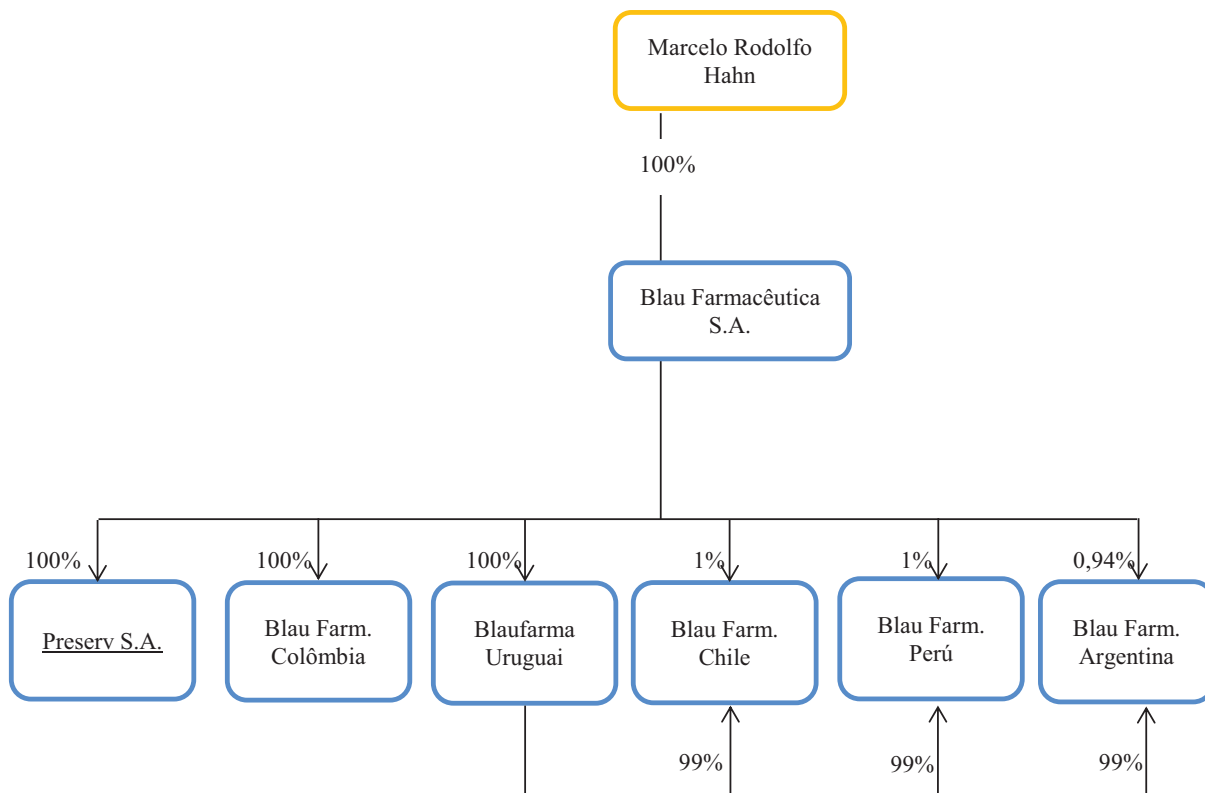 Marcelo Rodolfo
Hahn
100%
Blau Farmacêutica
S.A.
100%
100%
100%
1%
1%
0,94%
Preserv S.A.
Blau Farm.
Colômbia
Blaufarma
Uruguai
Blau Farm.
Chile
Blau Farm.
Perú
Blau Farm.
Argentina
99%
99%
99%